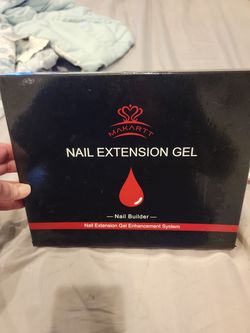 MAKARTT
NAIL EXTENSION GEL
— Nail Builder —
Nail Extension Gel Enhancement System